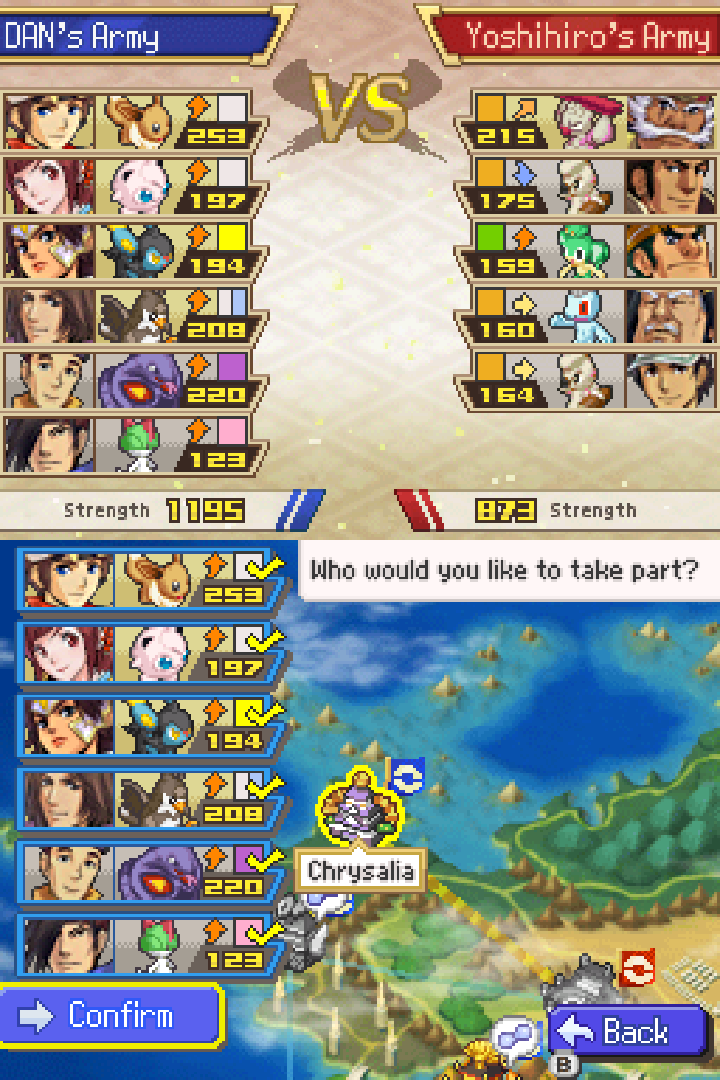 DAN's Army
Yoshihiro's Army
VS
253
215
197
175
194
159
208
160
220
164
123
Strength 1195
873 Strength
Who would you like to take part?
253
197
194
208
220
123
Chrysalia
Confirm
Back
B